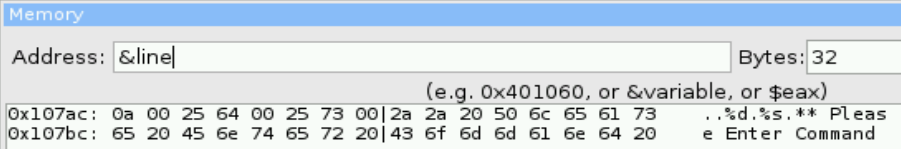 Memory
Address: &line Bytes: 32
(e.g. 0x401060, or &variable, or $eax)
0x107ac: 0a 00 25 64 00 25 73 00|2a 2a 20 50 6c 65 61 73 ..%d.%s.** Pleas
0x107bc: 65 20 45 6e 74 65 72 20|43 6f 6d 6d 61 6e 64 20 e Enter Command